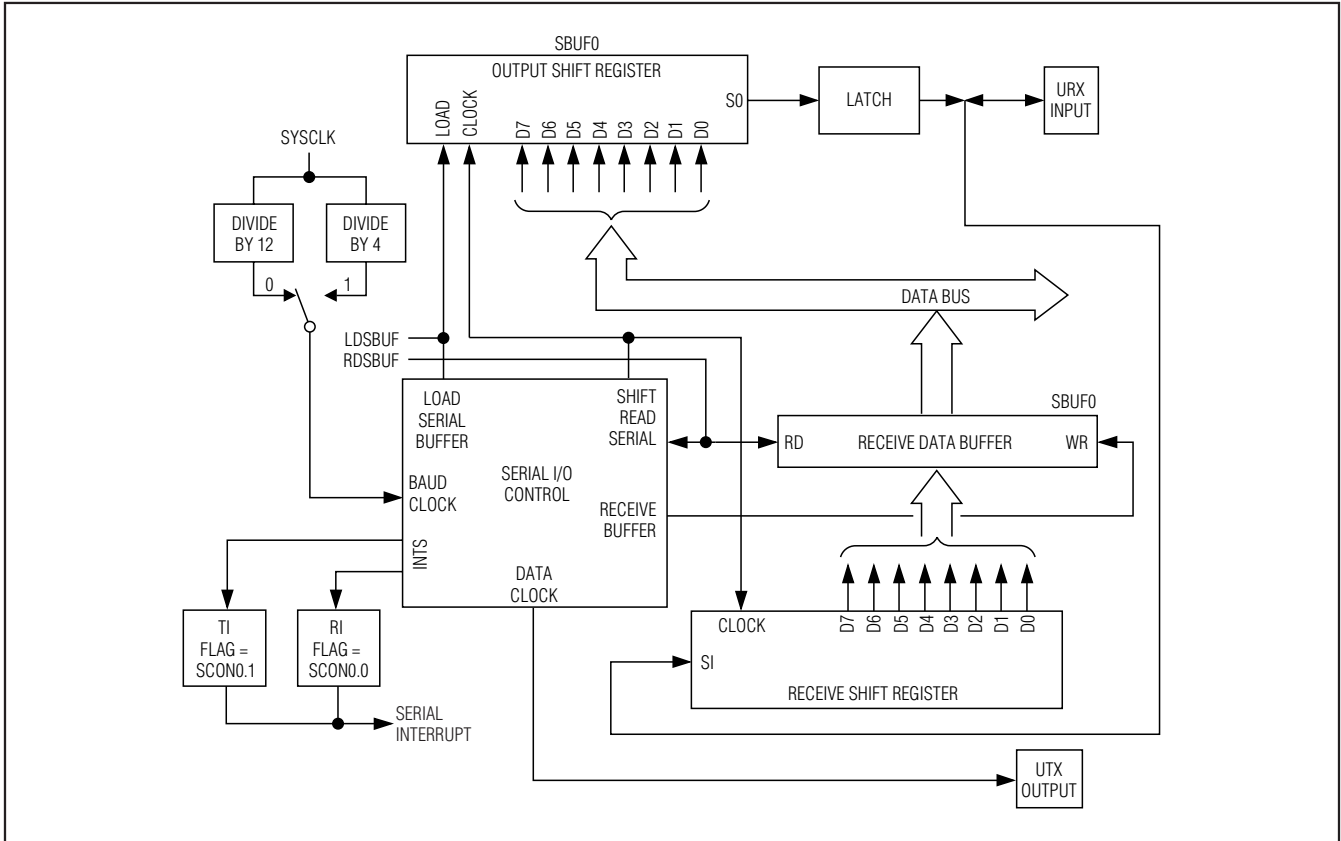 SBUF0
OUTPUT SHIFT REGISTER
LOAD
CLOCK
D7
D6
D5
D4
D3
D2
D1
D0
S0
LATCH
URX
INPUT
SYSCLK
DIVIDE
BY 12
DIVIDE
BY 4
0
1
DATA BUS
LDSBUF
RDSBUF
LOAD
SERIAL
BUFFER
SHIFT
READ
SERIAL
SERIAL I/O
CONTROL
BAUD
CLOCK
RECEIVE
BUFFER
INTS
DATA
CLOCK
SBUF0
RD
RECEIVE DATA BUFFER
WR
TI
FLAG =
SCON0.1
RI
FLAG =
SCON0.0
SERIAL
INTERRUPT
CLOCK
D7
D6
D5
D4
D3
D2
D1
D0
SI
RECEIVE SHIFT REGISTER
UTX
OUTPUT